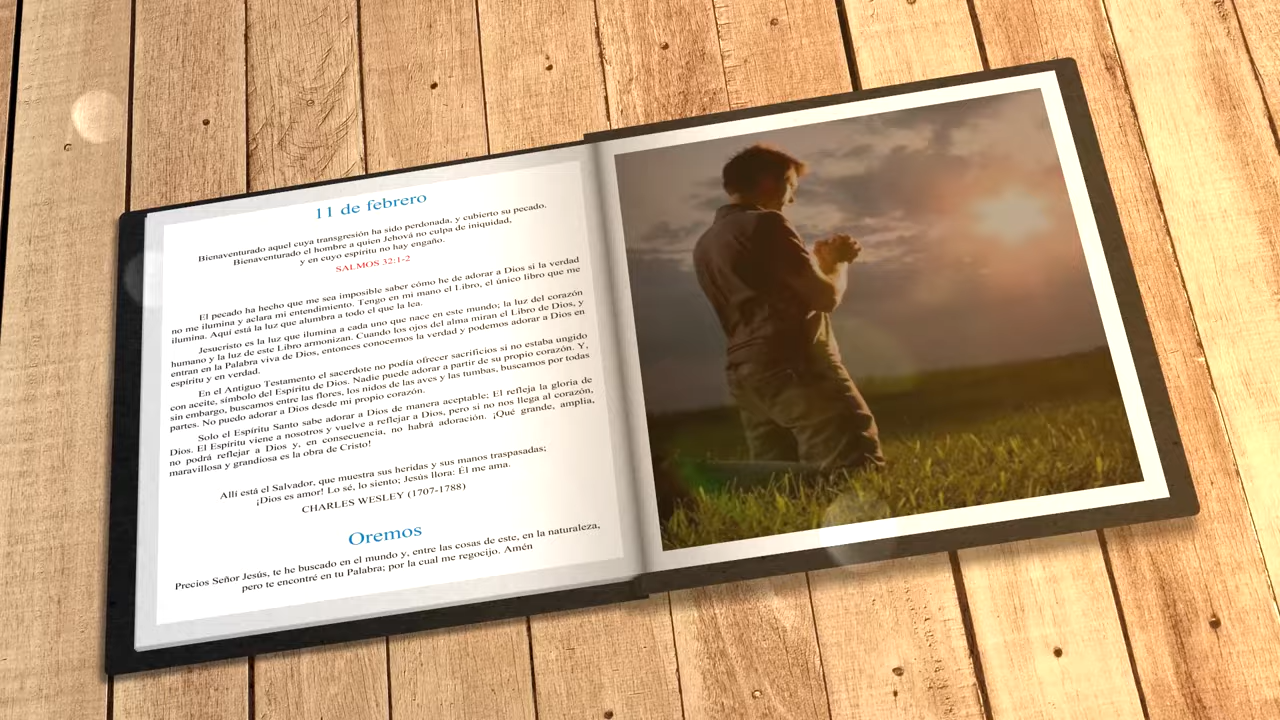 11 de febrero
Bienaventurado aquel cuya transgresión ha sido perdonada, y cubierto su pecado.
Bienaventurado el hombre a quien Jehová no culpa de iniquidad,
y en cuyo espíritu no hay engaño.
SALMOS 32:1-2
El pecado ha hecho que me sea imposible saber cómo he de adorar a Dios si la verdad
no me ilumina y aclara mi entendimiento. Tengo en mi mano el Libro, el único libro que me
ilumina. Aquí está la luz que alumbra a todo el que la lea.
Jesucristo es la luz que ilumina a cada uno que nace en este mundo; la luz del corazón
humano y la luz de este Libro armonizan. Cuando los ojos del alma miran el Libro de Dios, y
entran en la Palabra viva de Dios, entonces conocemos la verdad y podemos adorar a Dios en
espíritu y en verdad.
En el Antiguo Testamento el sacerdote no podía ofrecer sacrificios si no estaba ungido
con aceite, símbolo del Espíritu de Dios. Nadie puede adorar a partir de su propio corazón. Y,
sin embargo, buscamos entre las flores, los nidos de las aves y las tumbas, buscamos por todas
partes. No puedo adorar a Dios desde mi propio corazón.
Solo el Espíritu Santo sabe adorar a Dios de manera aceptable; El refleja la gloria de
Dios. El Espíritu viene a nosotros y vuelve a reflejar a Dios, pero si no nos llega al corazón,
no podrá reflejar a Dios y, en consecuencia, no habrá adoración. ¡Qué grande, amplia,
maravillosa y grandiosa es la obra de Cristo!
Allí está el Salvador, que muestra sus heridas y sus manos traspasadas;
¡Dios es amor! Lo sé, lo siento; Jesús llora: Él me ama.
CHARLES WESLEY (1707-1788)
Oremos
Precios Señor Jesús, te he buscado en el mundo y, entre las cosas de este, en la naturaleza,
pero te encontré en tu Palabra; por la cual me regocijo. Amén